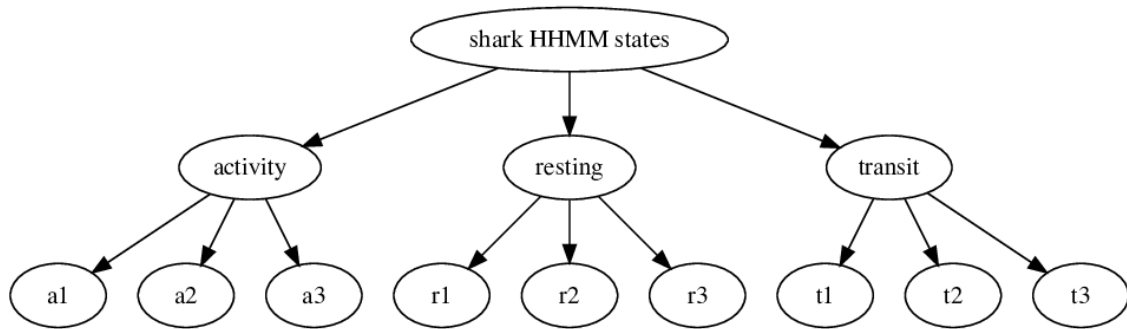 shark HHMM states
activity
resting
transit
a1
a2
a3
r1
r2
r3
t1
t2
t3